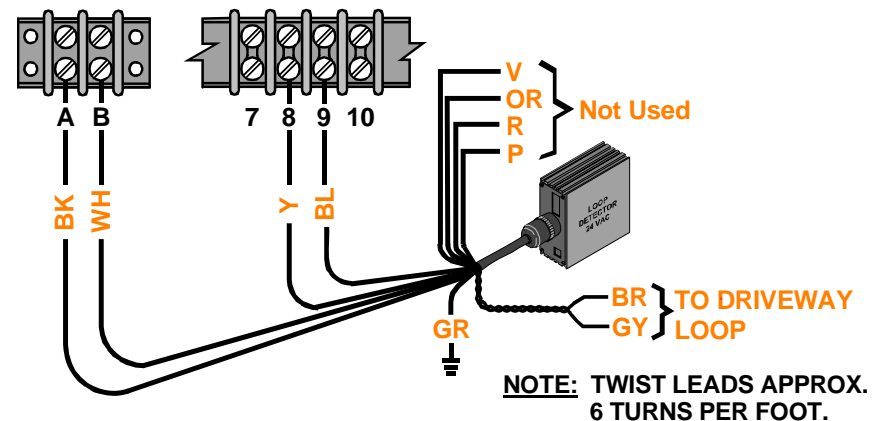 A B
7 8 9 10
BK
WH
Y
BL
V
OR
R
P
Not Used
LOOP
DETECTOR
24 VAC
GR
BR
GY
TO DRIVEWAY
LOOP
NOTE: TWIST LEADS APPROX.
6 TURNS PER FOOT.